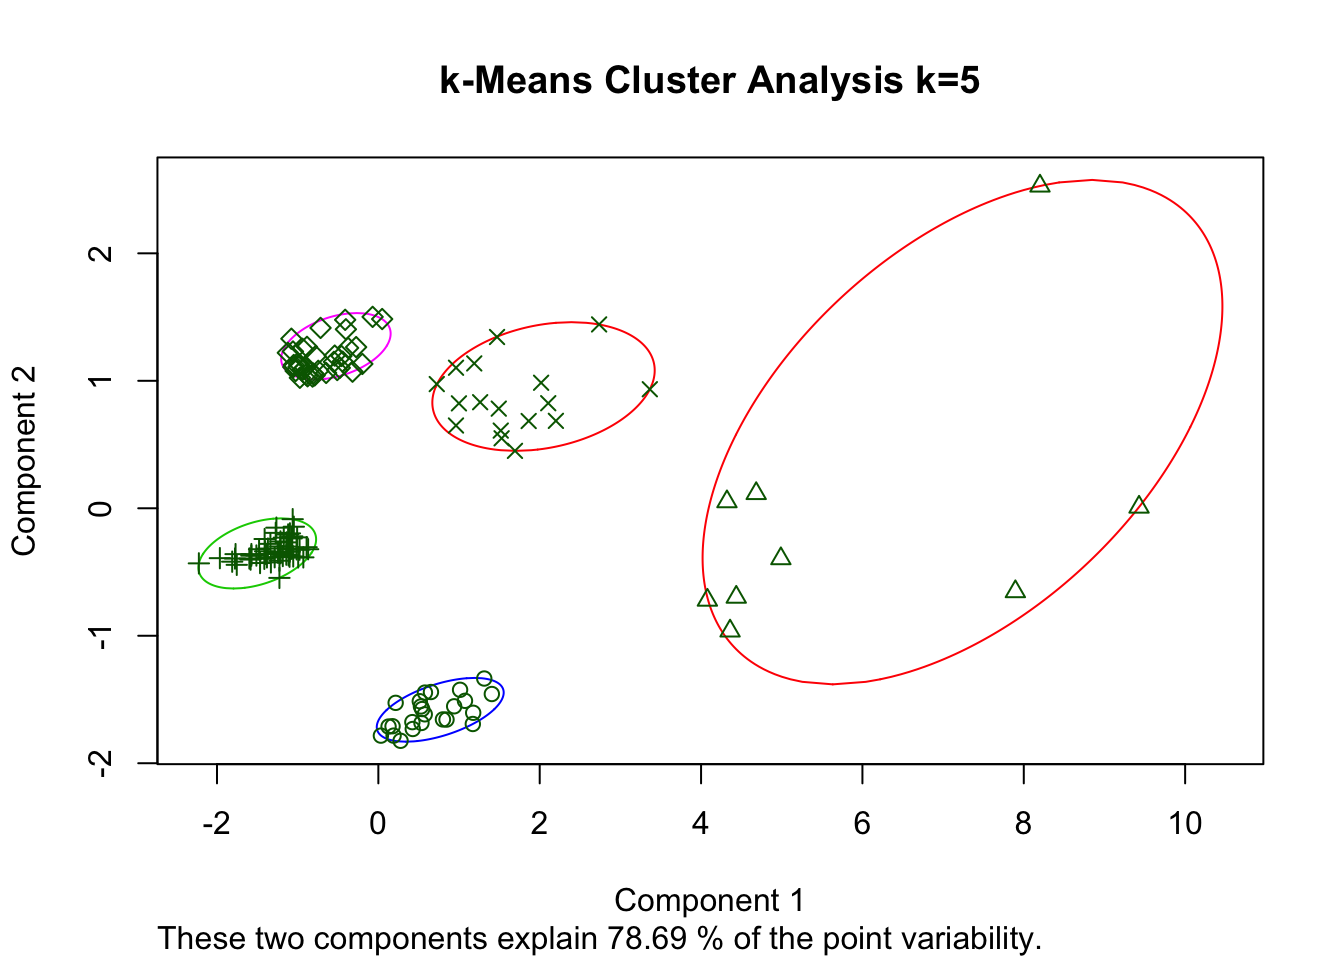 k-Means Cluster Analysis k=5
Component 2
2
1
0
-1
-2
-2 0 2 4 6 8 10
Component 1
These two components explain 78.69 % of the point variability.